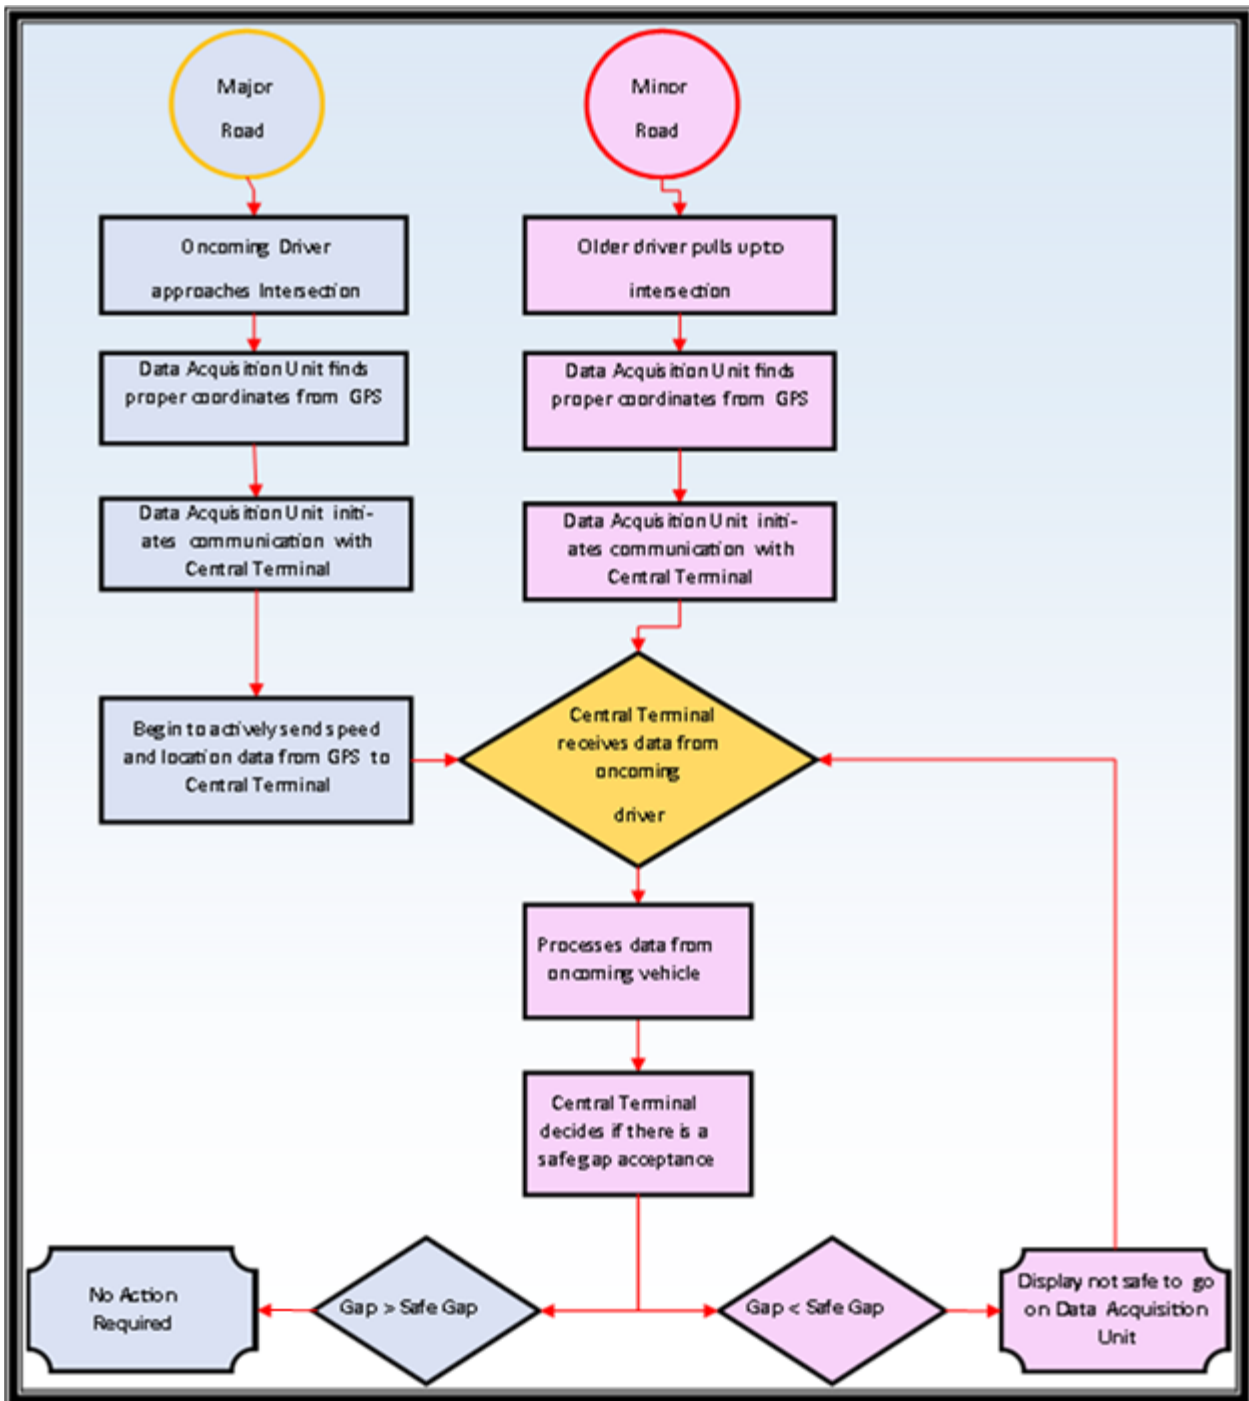 Major
Road
Minor
Road
Oncoming Driver
approaches Intersection
Older driver pulls up to
intersection
Data Acquisition Unit finds
proper coordinates from GPS
Data Acquisition Unit finds
proper coordinates from GPS
Data Acquisition Unit initi-
ates communication with
Central Terminal
Data Acquisition Unit initi-
ates communication with
Central Terminal
Begin to actively send speed
and location data from GPS to
Central Terminal
Central Terminal
receives data from
oncoming
driver
Processes data from
oncoming vehicle
Central Terminal
decides if there is a
safe gap acceptance
No Action
Required
Gap > Safe Gap
Gap < Safe Gap
Display not safe to go
on Data Acquisition
Unit